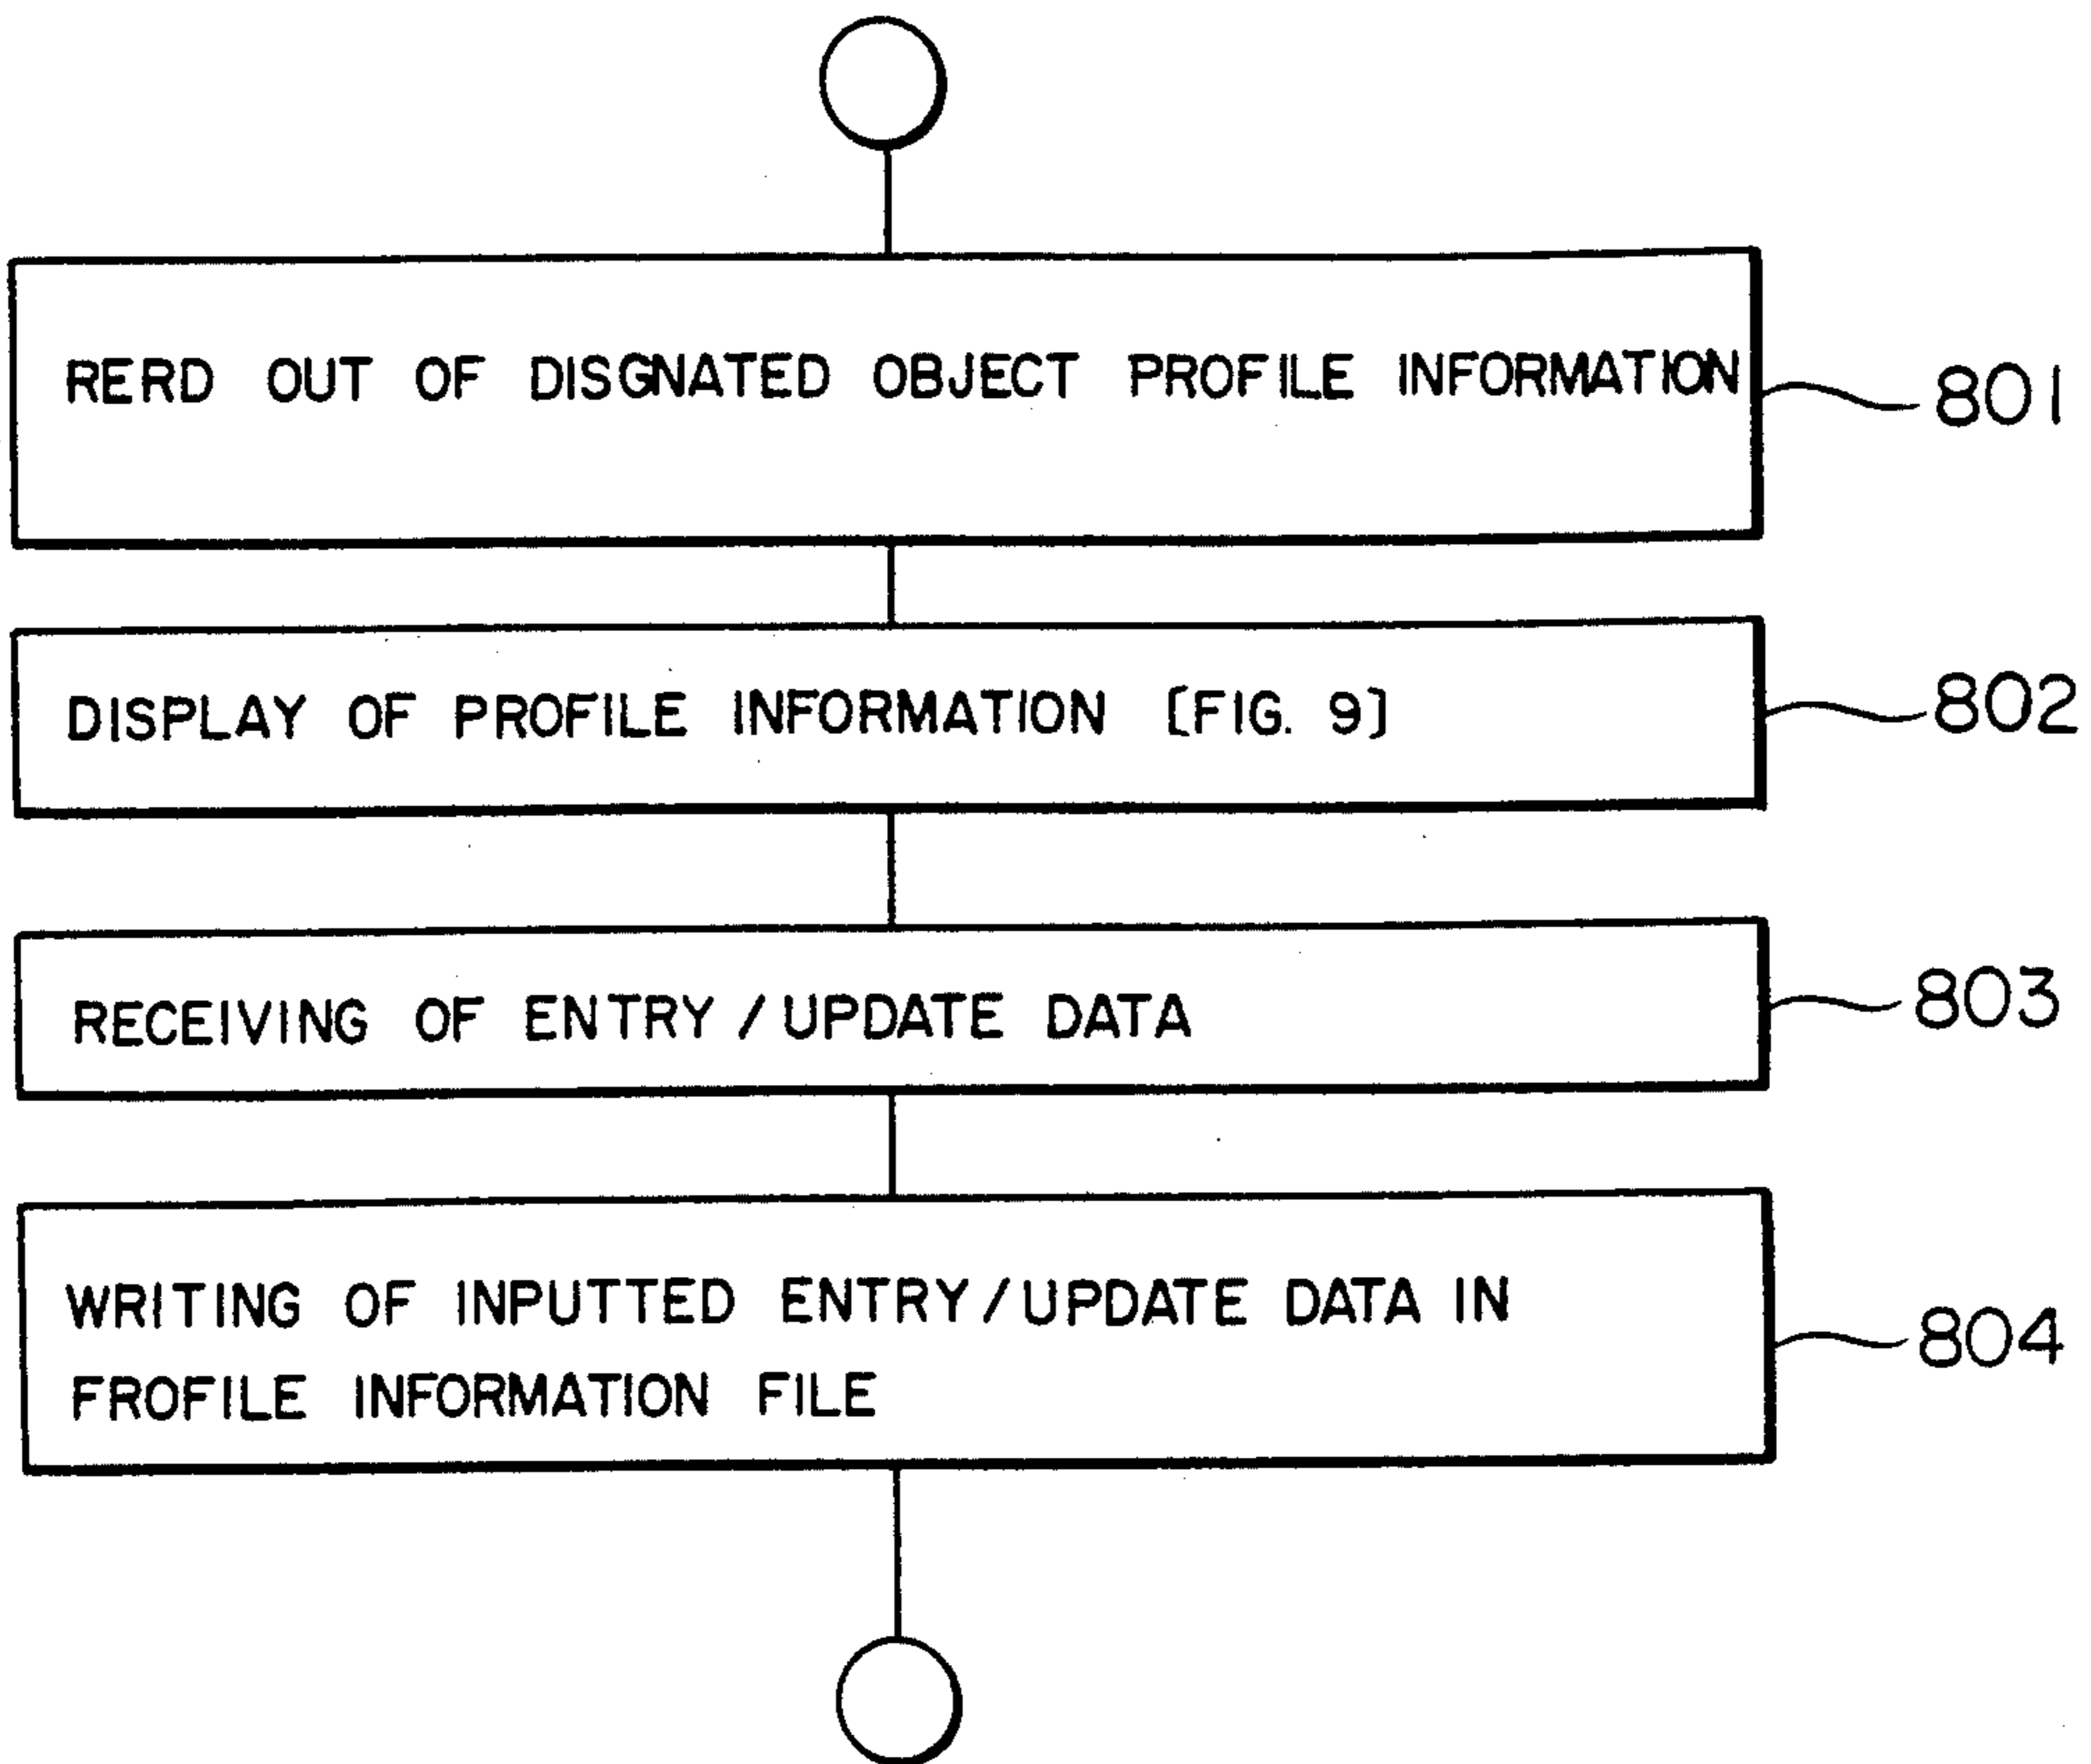 RERD OUT OF DISGNATED OBJECT PROFILE INFORMATION
801
DISPLAY OF PROFILE INFORMATION [FIG. 9]
802
RECEIVING OF ENTRY/UPDATE DATA
803
WRITING OF INPUTTED ENTRY/UPDATE DATA IN
FROFILE INFORMATION FILE
804